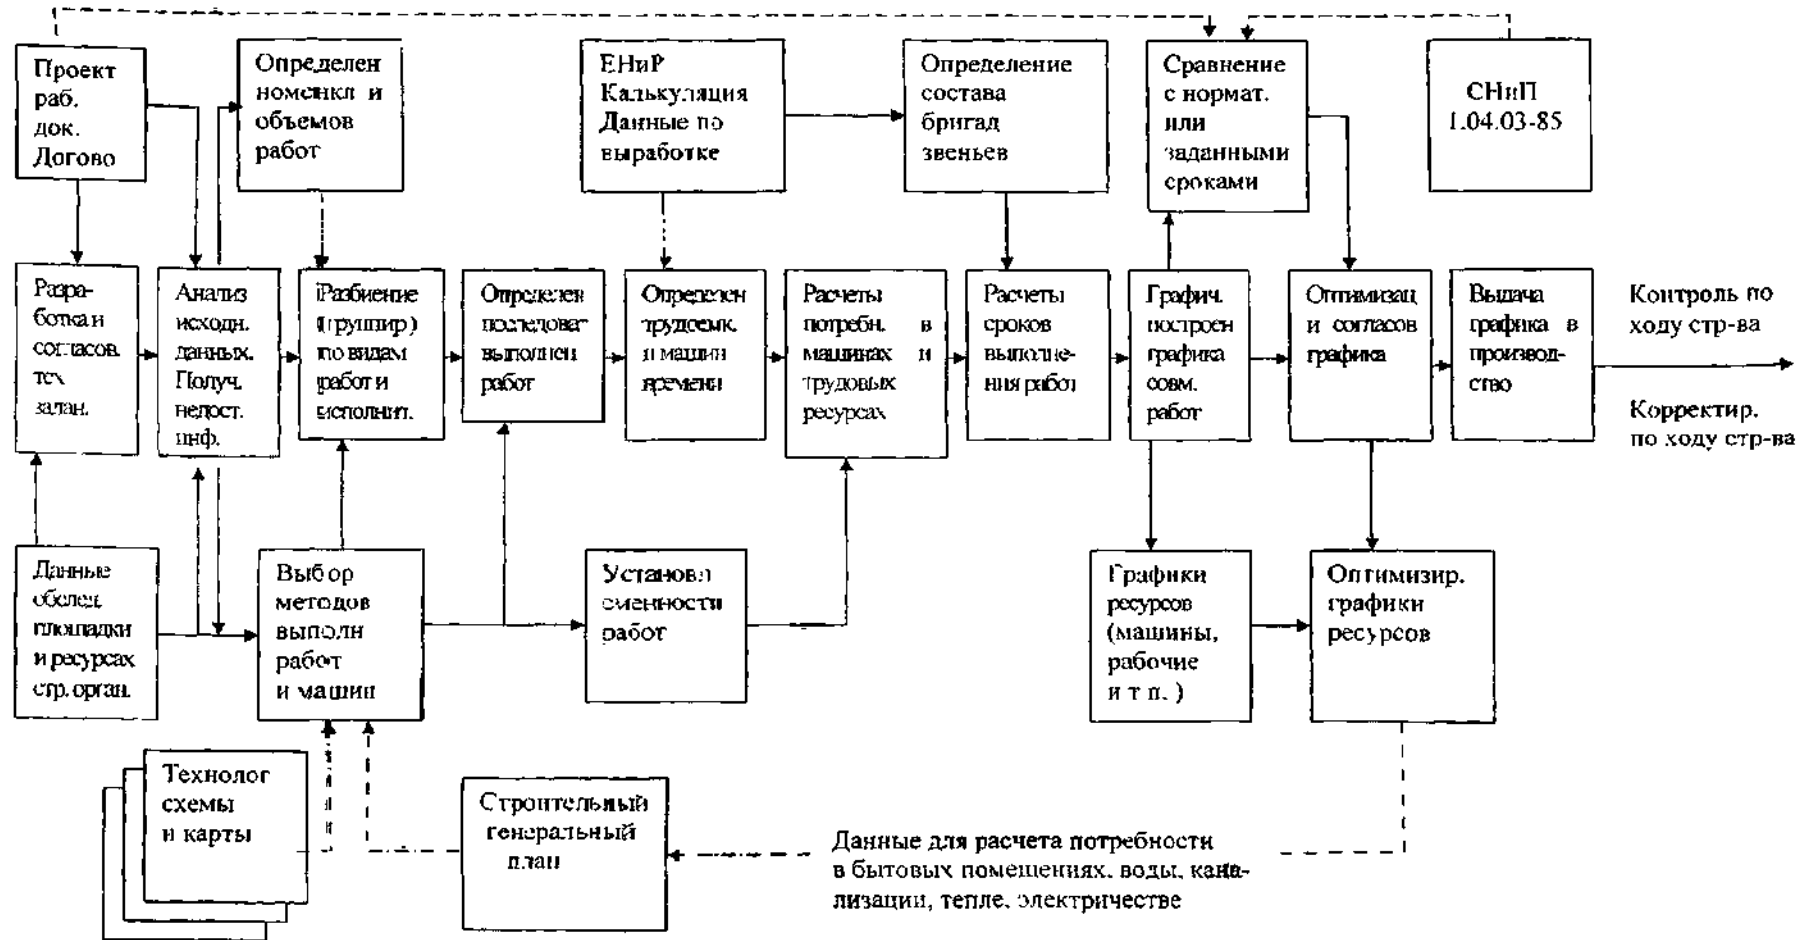 Проект
раб.
док.
Догово
Определен
номенкл и
объемов
работ
ЕНиР
Калькуляция
Данные по
выработке
Определение
состава
бригад
звеньев
Сравнение
с нормат.
или
заданными
сроками
СНиП
1.04.03-85
Разра-
ботка и
согласов.
тех
задан.
Анализ
исходн.
данных.
Получ.
недост.
инф.
Разбиение
(группир)
по видам
работ и
исполнит.
Определен
последоват
выполнен
работ
Определен
трудоемк.
и машин
времени
Расчеты
потребн. в
машинах и
трудовых
ресурсах
Расчеты
сроков
выполне-
ния работ
Графич.
построен
графика
совм.
работ
Оптимизац
и согласов
графика
Выдача
графика в
производ-
ство
Контроль по
ходу стр-ва
Корректир.
по ходу стр-ва
Данные
обслед.
площадки
и ресурсах
стр. орган.
Выбор
методов
выполн
работ
и машин
Установл
сменности
работ
Графики
ресурсов
(машины,
рабочие
и т п. )
Оптимизир.
графики
ресурсов
Технолог
схемы
и карты
Строительный
генеральный
план
Данные для расчета потребности
в бытовых помещениях, воды, кана-
лизации, тепле, электричестве